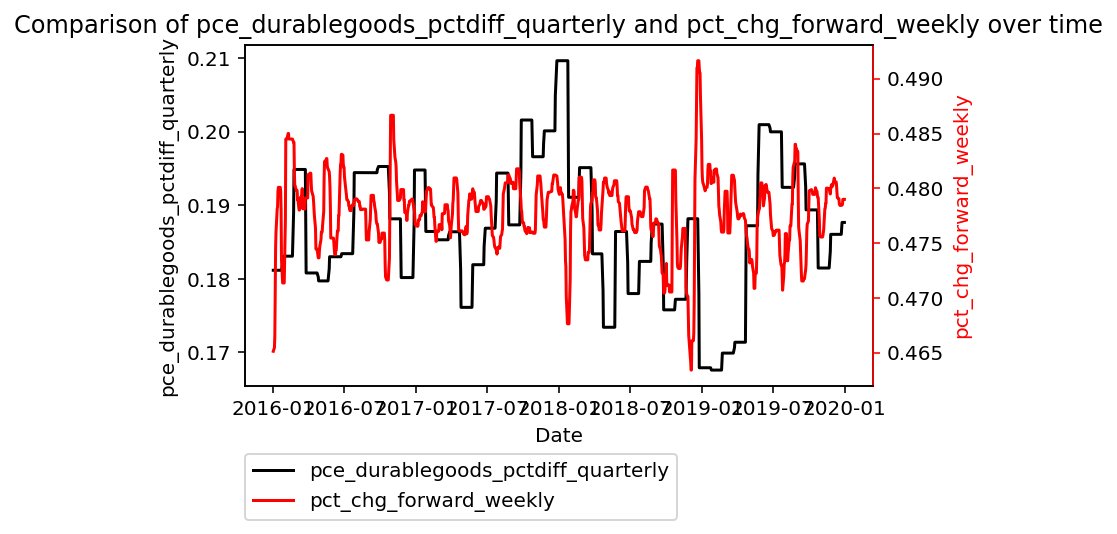 Comparison of pce_durablegoods_pctdiff_quarterly and pct_chg_forward_weekly over time
pce_durablegoods_pctdiff_quarterly
0.21
0.20
0.19
0.18
0.17
0.490
0.485
0.480
0.475
0.470
0.465
pct_chg_forward_weekly
2016-01 2016-07 2017-01 2017-07 2018-01 2018-07 2019-01 2019-07 2020-01
Date
pce_durablegoods_pctdiff_quarterly
pct_chg_forward_weekly